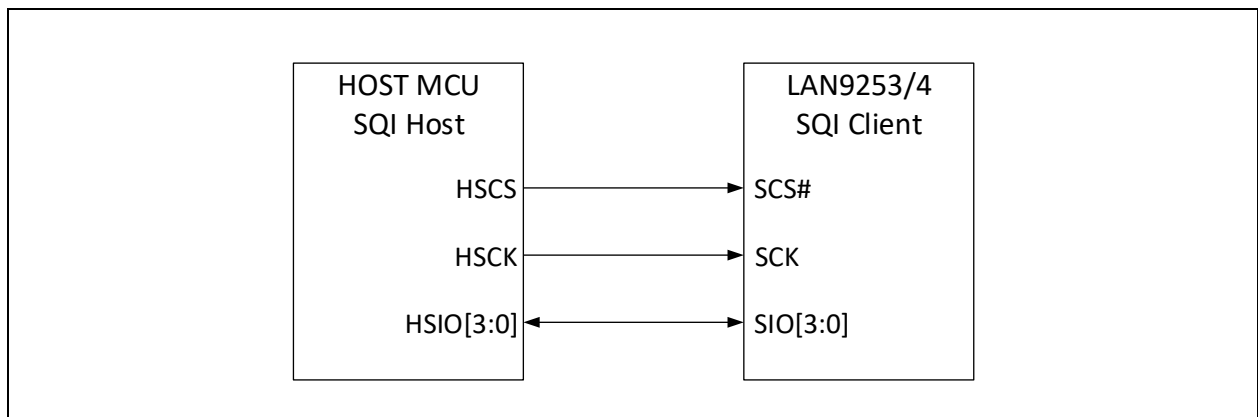 HOST MCU
SQI Host
LAN9253/4
SQI Client
HSCS
SCS#
HSCK
SCK
HSIO[3:0]
SIO[3:0]